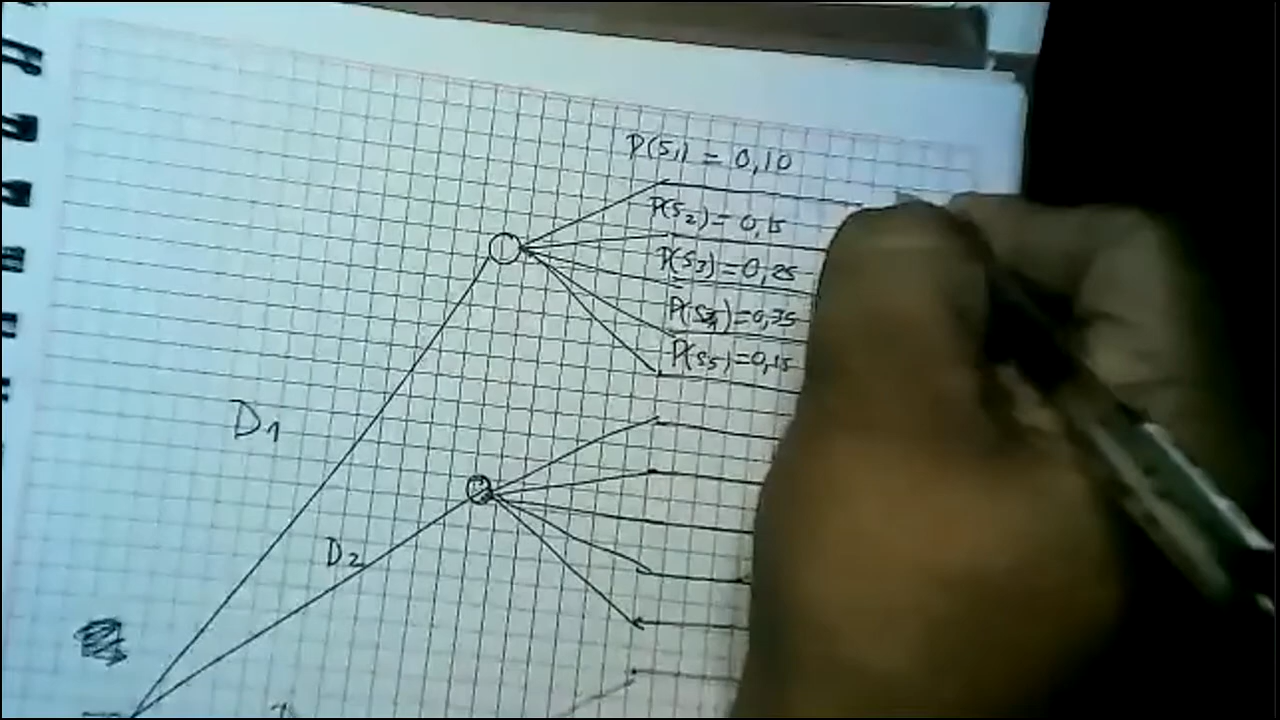 P(S₁) = 0,10
P(S₂) = 0,15
P(S₃) = 0,25
P(S₄) = 0,35
P(S₅) = 0,15
D₁
D₂